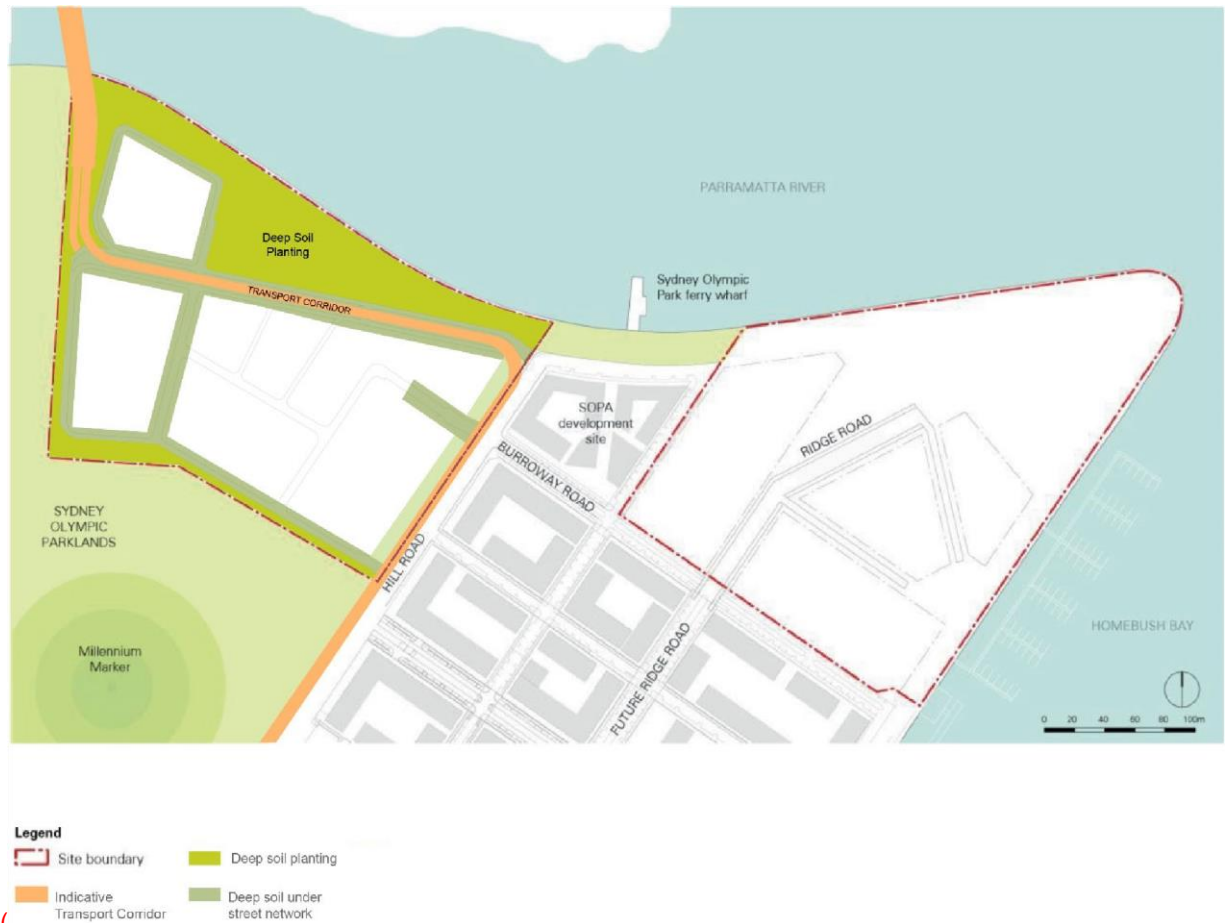 PARRAMATTA RIVER
Deep Soil
Planting
Sydney Olympic
Park ferry wharf
TRANSPORT CORRIDOR
SOPA
development
site
RIDGE ROAD
BURROWAY ROAD
SYDNEY
OLYMPIC
PARKLANDS
HILL ROAD
HOMEBUSH BAY
Millennium
Marker
FUTURE RIDGE ROAD
0 20 40 60 80 100m
Legend
Site boundary
Deep soil planting
Indicative
Transport Corridor
Deep soil under
street network
(